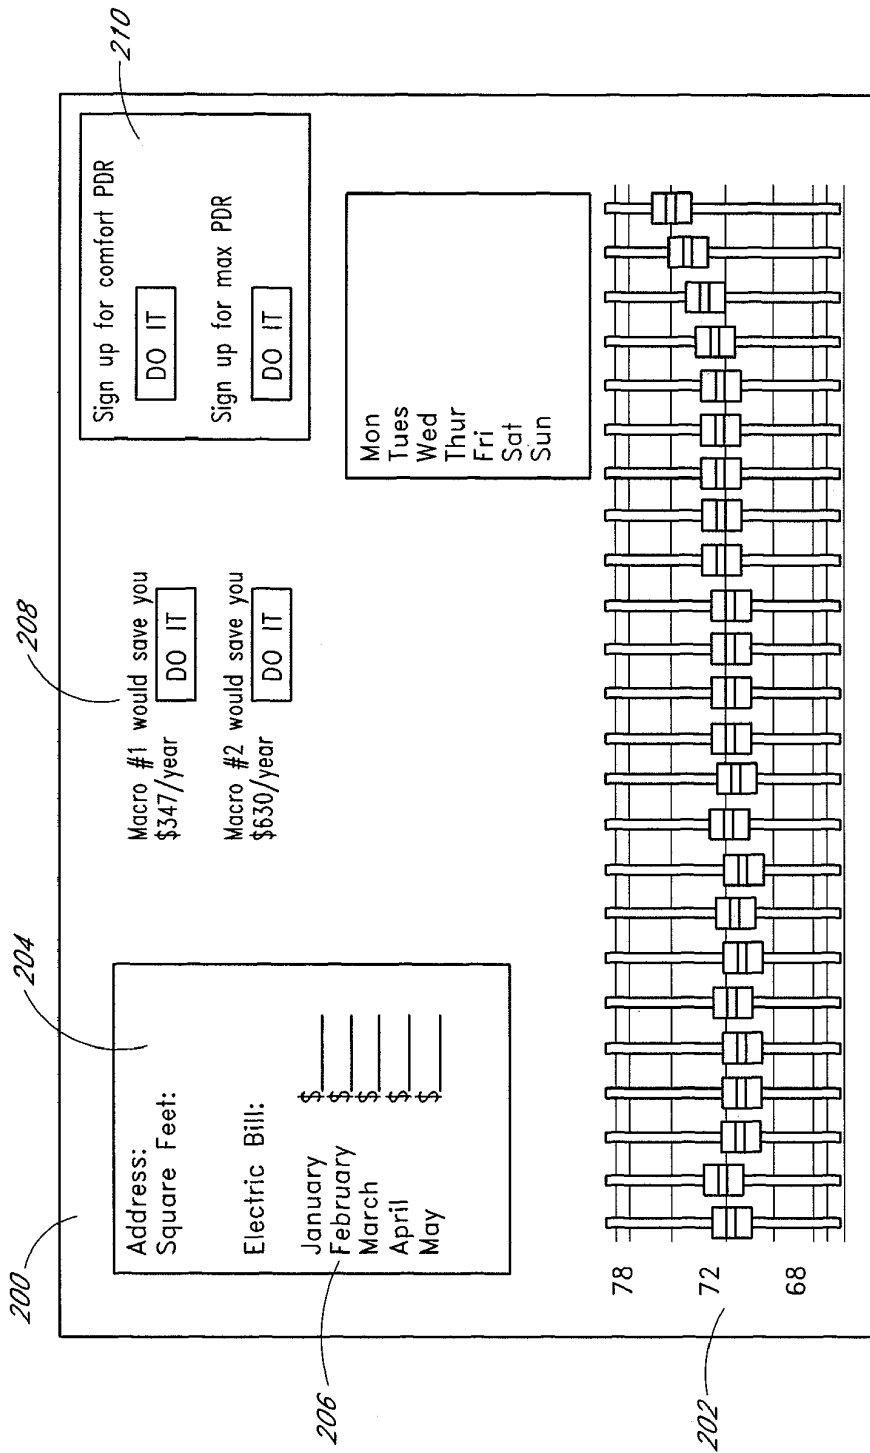 200
204
208
210
Address:
Square Feet:
Electric Bill:
January $
February $
March $
April $
May $
206
Macro #1 would save you
$347/year
DO IT
Macro #2 would save you
$630/year
DO IT
Sign up for comfort PDR
DO IT
Sign up for max PDR
DO IT
Mon
Tues
Wed
Thur
Fri
Sat
Sun
78
72
68
202